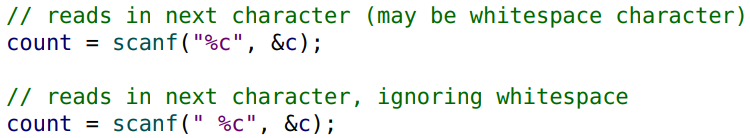 // reads in next character (may be whitespace character)
count = scanf("%c", &c);
// reads in next character, ignoring whitespace
count = scanf(" %c", &c);